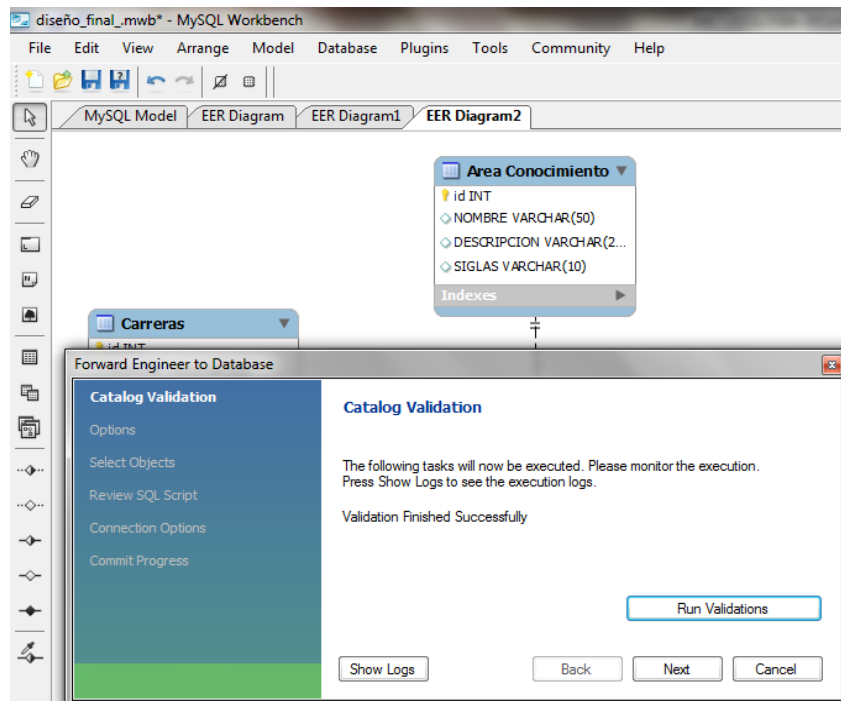 diseño_final_.mwb* - MySQL Workbench
File Edit View Arrange Model Database Plugins Tools Community Help
MySQL Model EER Diagram EER Diagram1 EER Diagram2
Area Conocimiento
id INT
NOMBRE VARCHAR(50)
DESCRIPCION VARCHAR(2...
SIGLAS VARCHAR(10)
Indexes
Carreras
id INT
Forward Engineer to Database
Catalog Validation
Options
Select Objects
Review SQL Script
Connection Options
Commit Progress
Catalog Validation
The following tasks will now be executed. Please monitor the execution.
Press Show Logs to see the execution logs.
Validation Finished Successfully
Run Validations
Show Logs Back Next Cancel